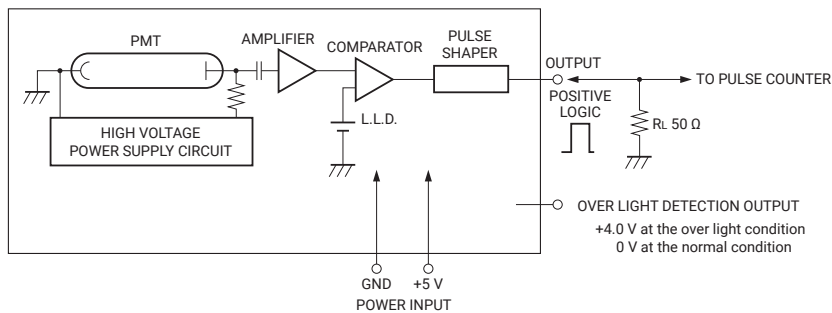 PMT
AMPLIFIER
COMPARATOR
PULSE
SHAPER
L.L.D.
HIGH VOLTAGE
POWER SUPPLY CIRCUIT
OUTPUT
POSITIVE
LOGIC
TO PULSE COUNTER
RL 50 Ω
OVER LIGHT DETECTION OUTPUT
+4.0 V at the over light condition
0 V at the normal condition
GND
+5 V
POWER INPUT